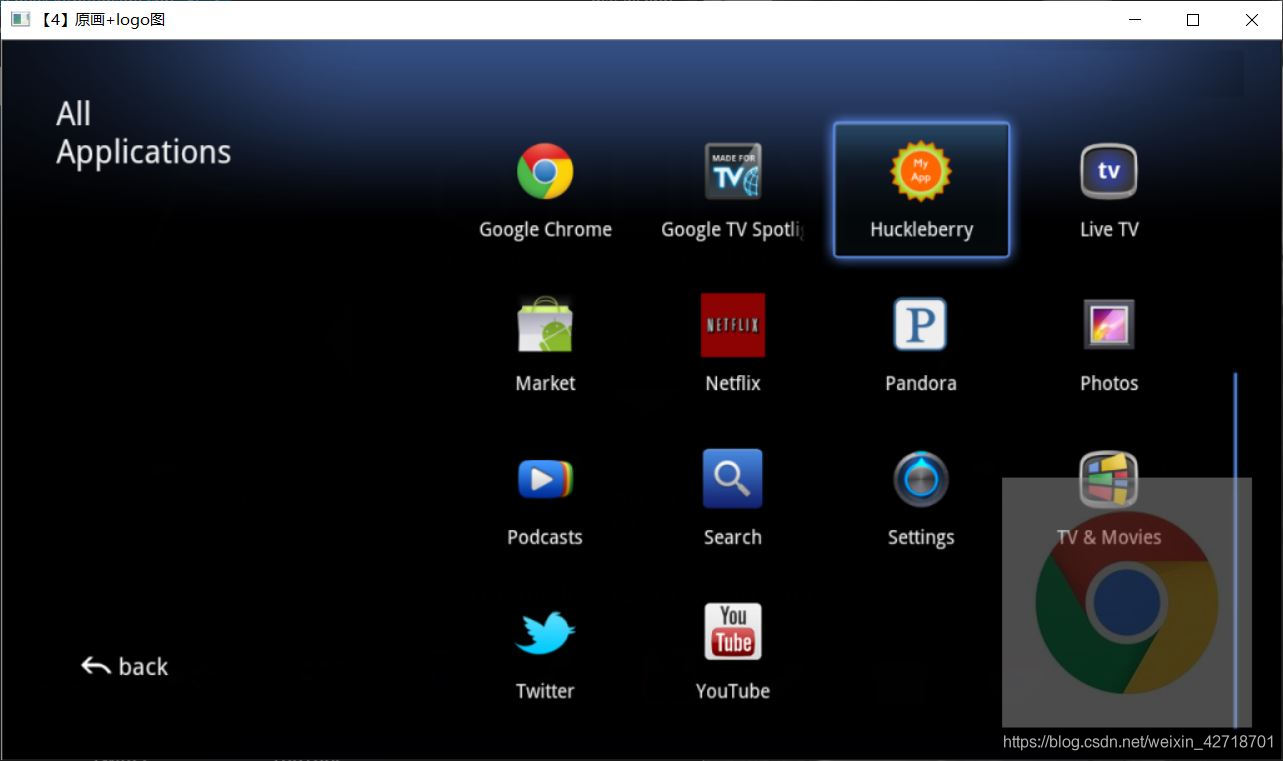 【4】原画+logo图
All
Applications
MADE FOR
TV
My
App
tv
Google Chrome
Google TV Spotli
Huckleberry
Live TV
NETFLIX
P
Market
Netflix
Pandora
Photos
Podcasts
Search
Settings
TV & Movies
You
Tube
back
Twitter
YouTube
https://blog.csdn.net/weixin_42718701